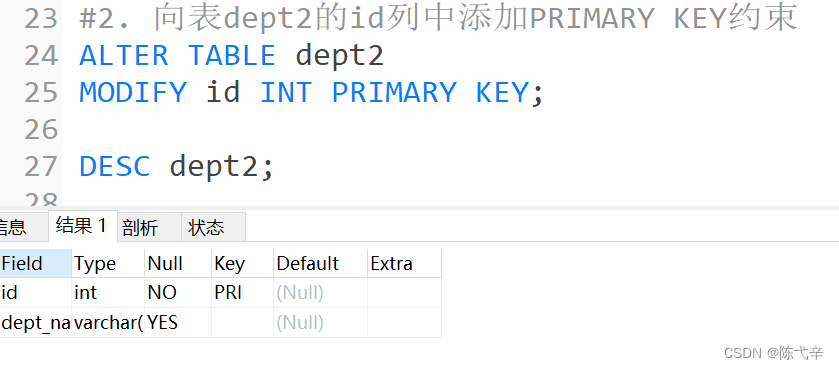 23 #2. 向表dept2的id列中添加PRIMARY KEY约束
24 ALTER TABLE dept2
25 MODIFY id INT PRIMARY KEY;
26
27 DESC dept2;
28
信息 结果 1 剖析 状态
Field Type Null Key Default Extra
id int NO PRI (Null)
dept_na varchar( YES (Null)
CSDN @陈弋辛